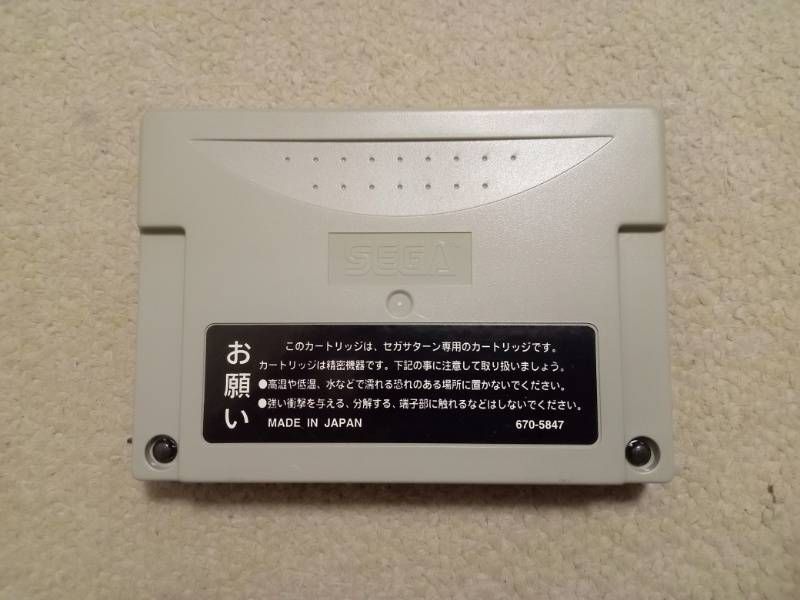 SEGA
お願い
このカートリッジは、セガサターン専用のカートリッジです。
カートリッジは精密機器です。下記の事に注意して取り扱いましょう。
●高温や低温、水などで濡れる恐れのある場所に置かないでください。
●強い衝撃を与える、分解する、端子部に触れるなどはしないでください。
MADE IN JAPAN 670-5847